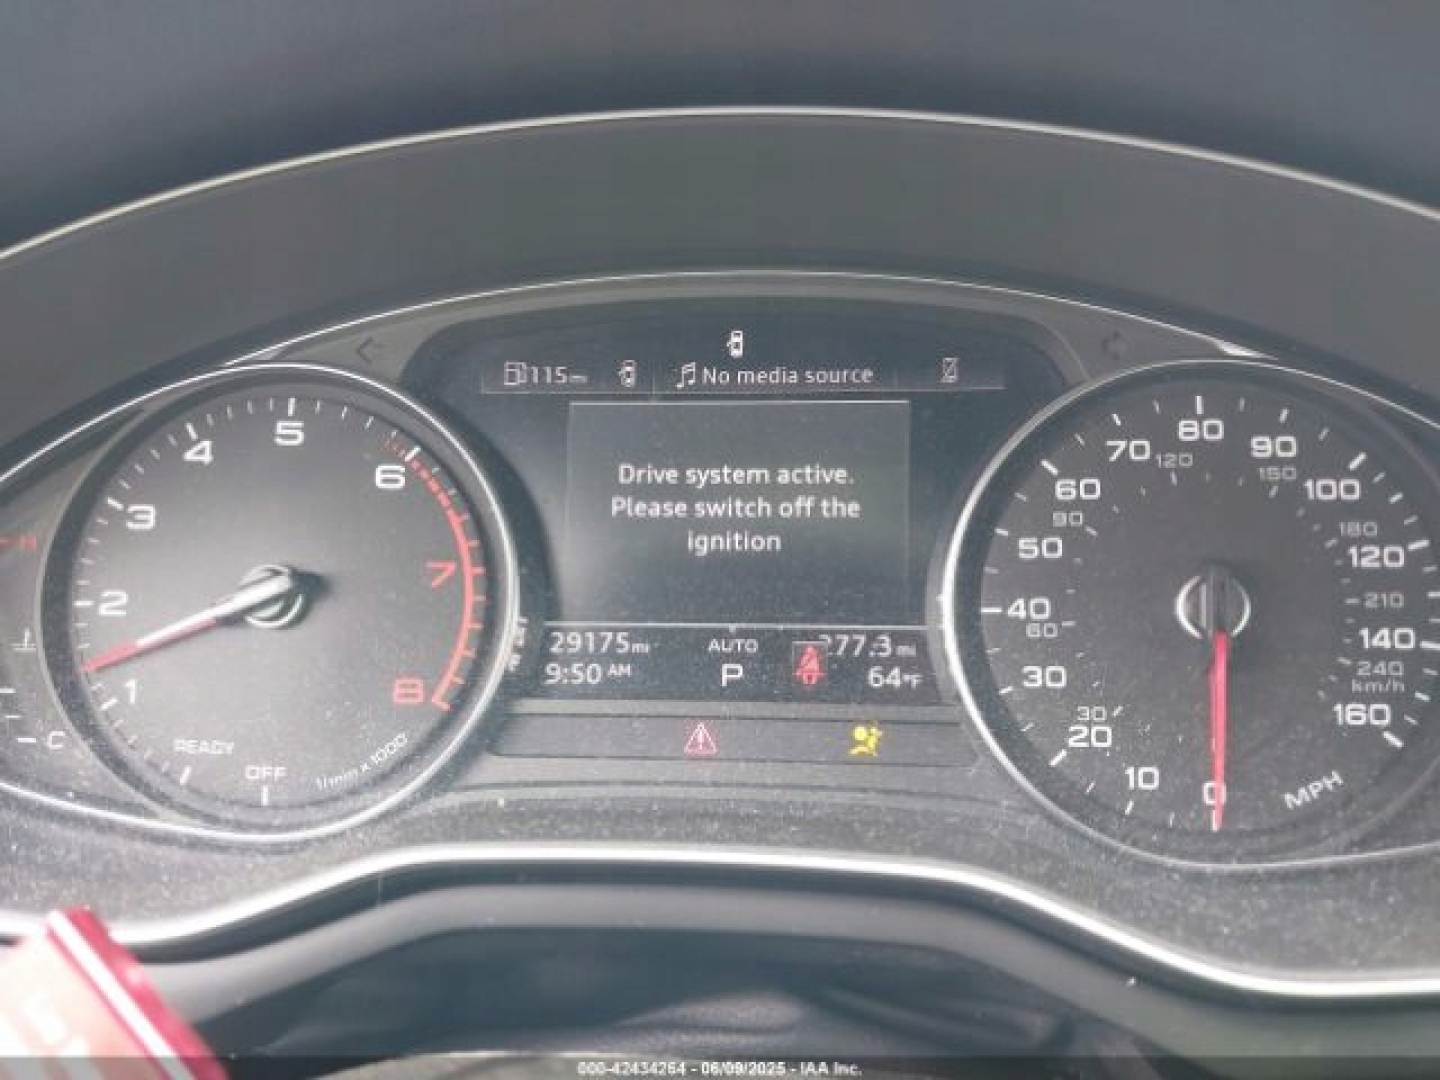 115mi
No media source
Drive system active.
Please switch off the
ignition
29175mi
AUTO
277.3mi
9:50 AM
P
64°F
1
2
3
4
5
6
7
8
READY
OFF
1/min x 1000
H
C
0
10
20
30
40
50
60
70
80
90
100
120
140
160
MPH
30
60
90
120
150
180
210
240
km/h
000-42434264 - 06/09/2025 - IAA Inc.